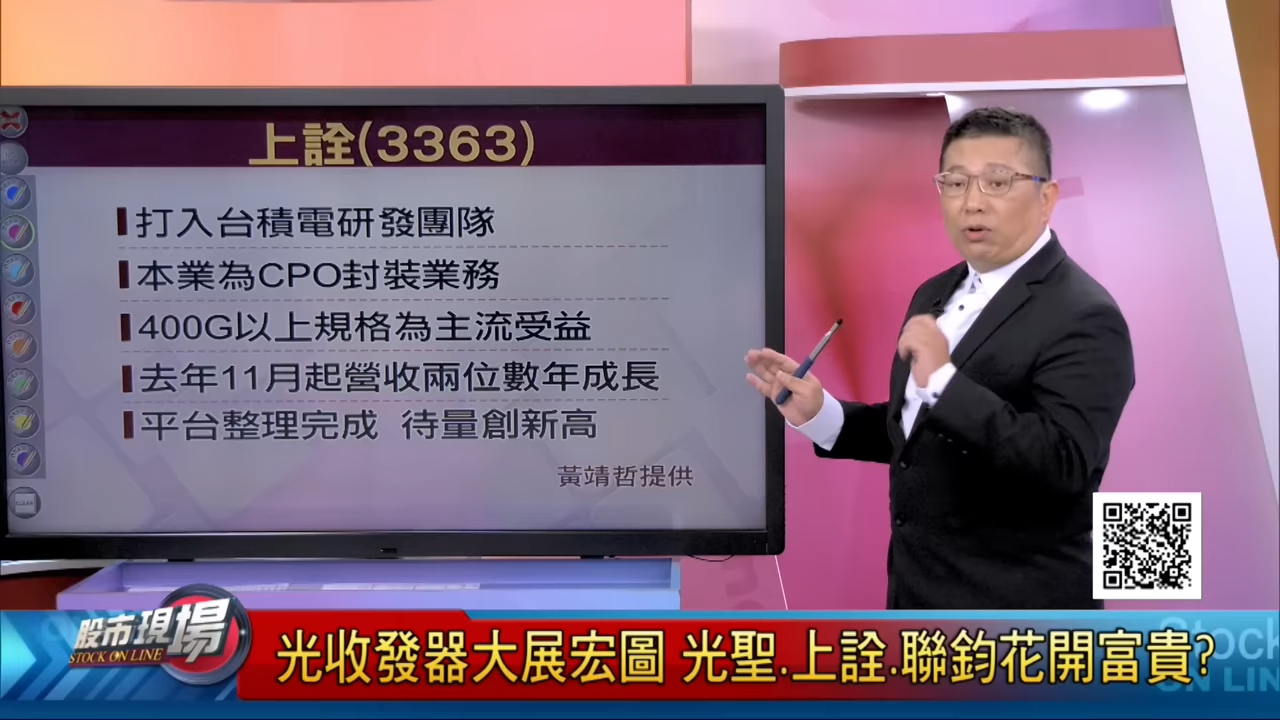 上詮(3363)
打入台積電研發團隊
本業為CPO封裝業務
400G以上規格為主流受益
去年11月起營收兩位數年成長
平台整理完成 待量創新高
黃靖哲提供
股市現場
STOCK ON LINE
光收發器大展宏圖 光聖.上詮.聯鈞花開富貴?
Stock
ON LIN